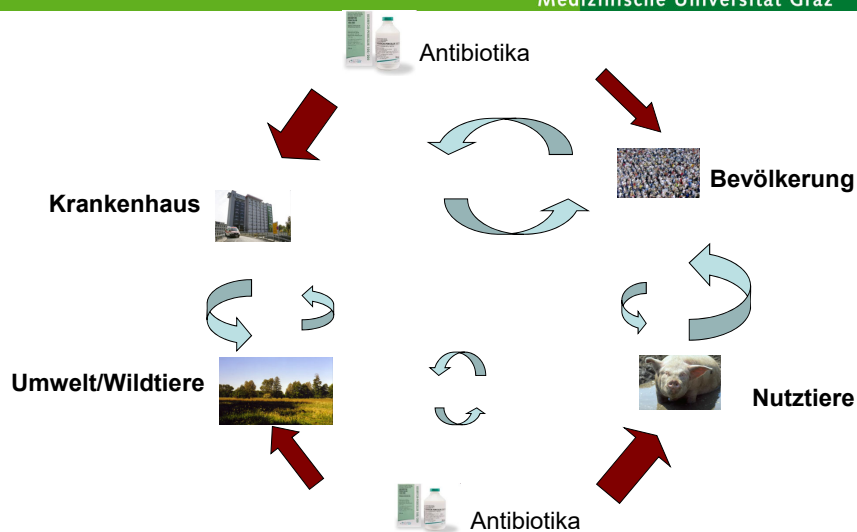 Medizinische Universität Graz
Antibiotika
Bevölkerung
Krankenhaus
Umwelt/Wildtiere
Nutztiere
Antibiotika